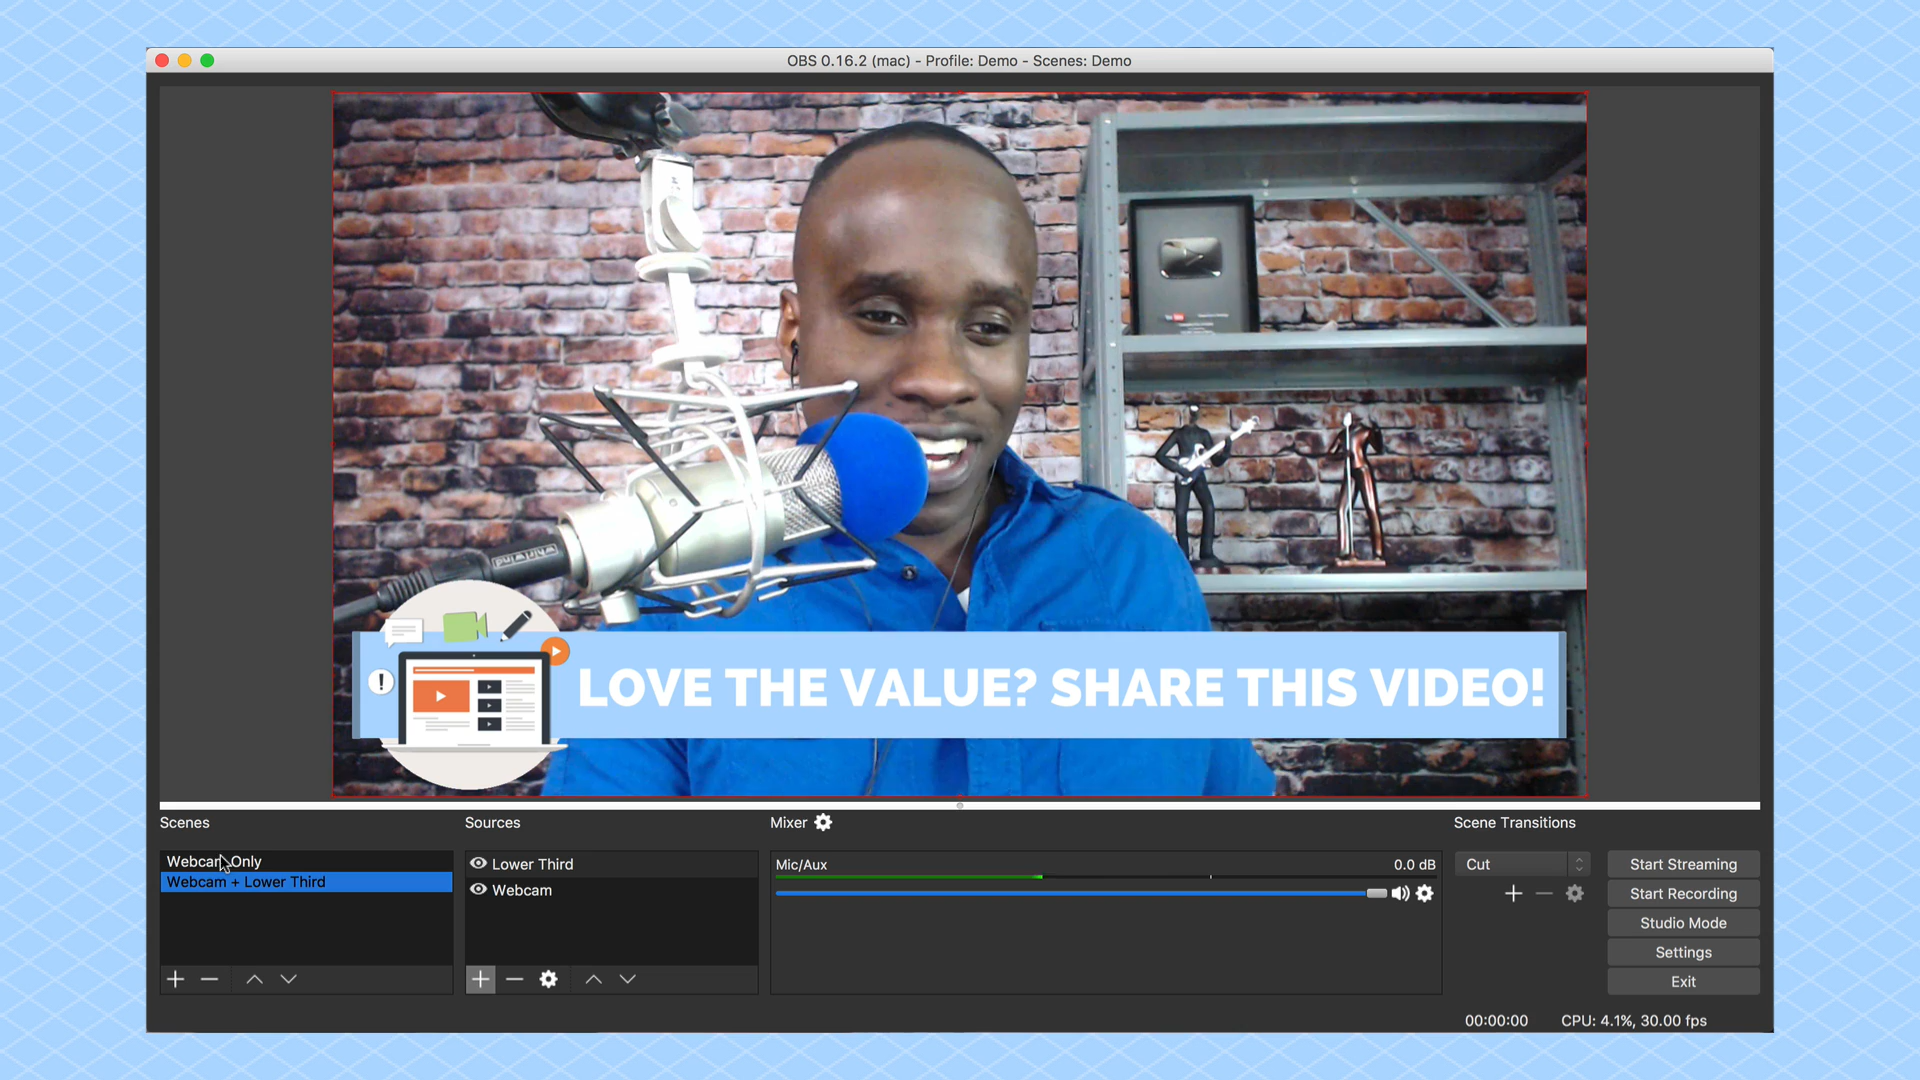 OBS 0.16.2 (mac) - Profile: Demo - Scenes: Demo
whirlwind
LOVE THE VALUE? SHARE THIS VIDEO!
Scenes
Sources
Mixer
Scene Transitions
Webcam Only
Webcam + Lower Third
Lower Third
Webcam
Mic/Aux
0.0 dB
Cut
Start Streaming
Start Recording
Studio Mode
Settings
Exit
00:00:00
CPU: 4.1%, 30.00 fps